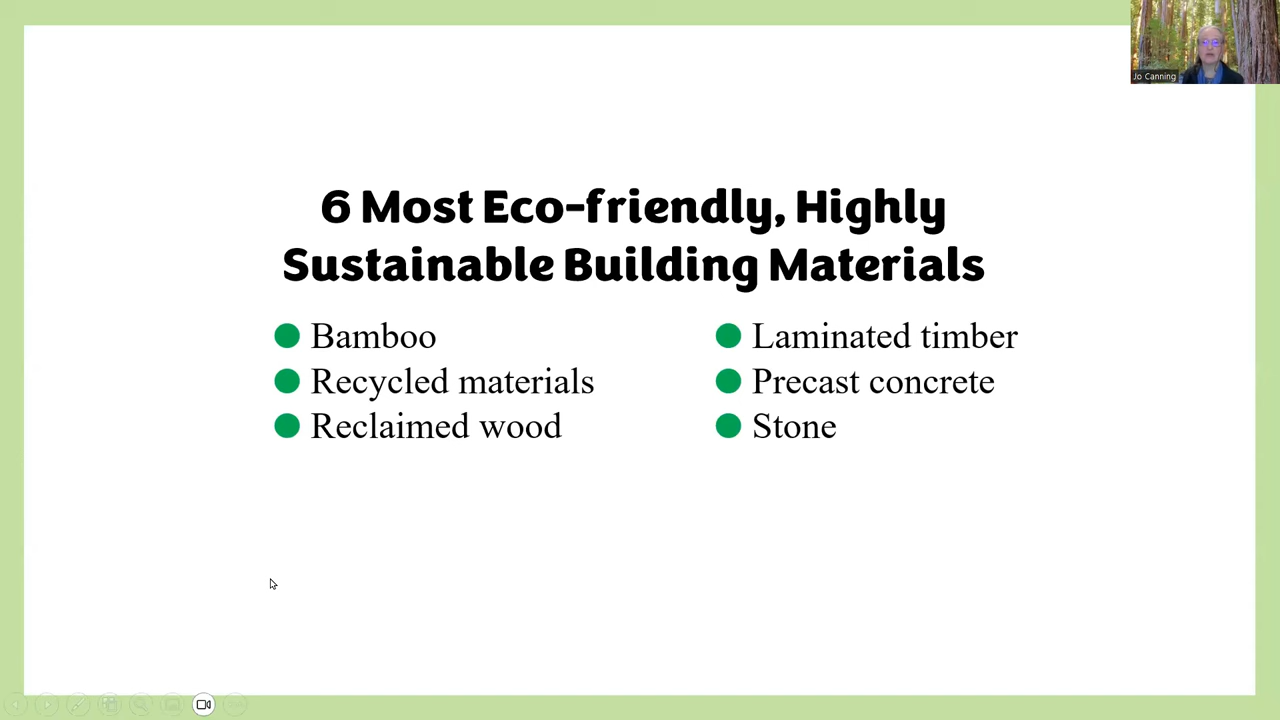 Jo Canning
6 Most Eco-friendly, Highly
Sustainable Building Materials
Bamboo
Recycled materials
Reclaimed wood
Laminated timber
Precast concrete
Stone